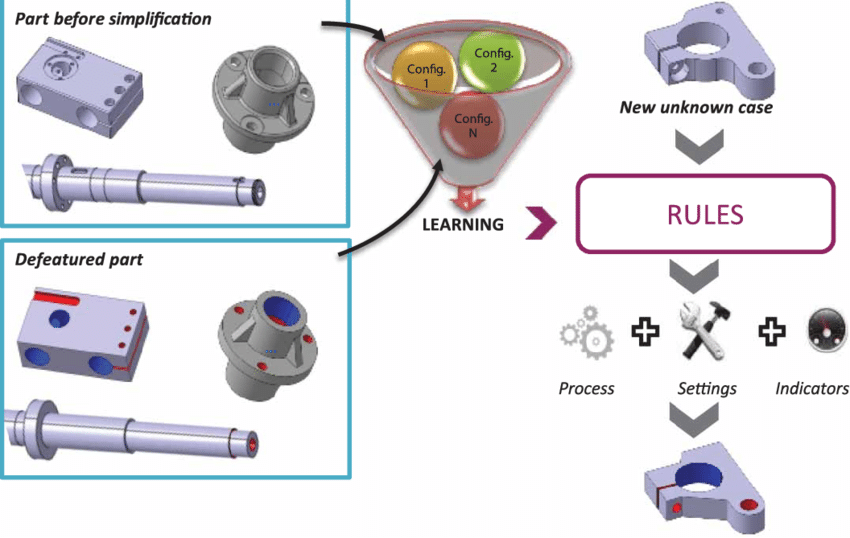 Part before simplification
Config.
1
Config.
2
Config.
N
LEARNING
Defeatured part
New unknown case
RULES
Process
Settings
Indicators